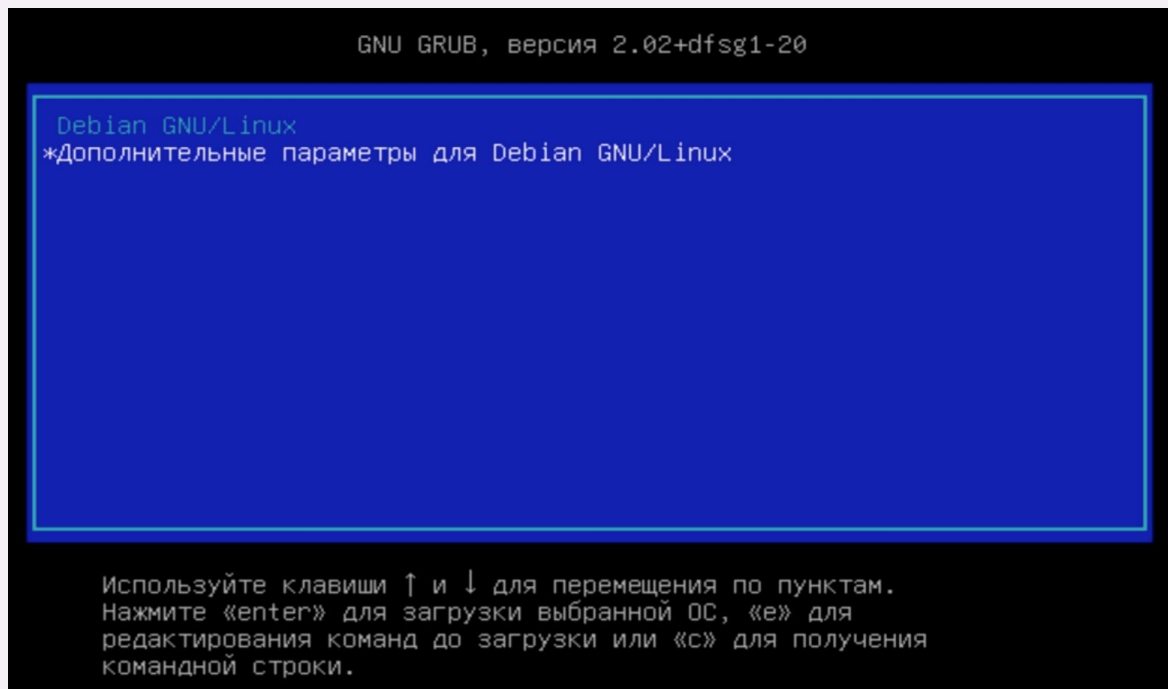 GNU GRUB, версия 2.02+dfsg1-20
Debian GNU/Linux
*Дополнительные параметры для Debian GNU/Linux
Используйте клавиши ↑ и ↓ для перемещения по пунктам.
Нажмите «enter» для загрузки выбранной ОС, «e» для
редактирования команд до загрузки или «c» для получения
командной строки.